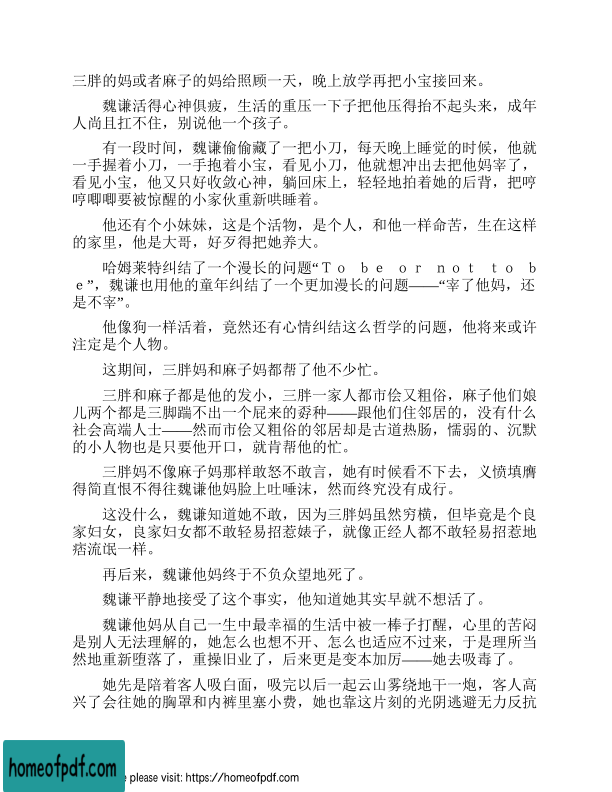 三胖的妈或者麻子的妈给照顾一天，晚上放学再把小宝接回来。
魏谦活得心神俱疲，生活的重压一下子把他压得抬不起头来，成年
人尚且扛不住，别说他一个孩子。
有一段时间，魏谦偷偷藏了一把小刀，每天晚上睡觉的时候，他就
一手握着小刀，一手抱着小宝，看见小刀，他就想冲出去把他妈宰了，
看见小宝，他又只好收敛心神，躺回床上，轻轻地拍着她的后背，把哼
哼唧唧要被惊醒的小家伙重新哄睡着。
他还有个小妹妹，这是个活物，是个人，和他一样命苦，生在这样
的家里，他是大哥，好歹得把她养大。
哈姆莱特纠结了一个漫长的问题“Ｔｏ　ｂｅ　ｏｒ　ｎｏｔ　ｔｏ　ｂ
ｅ”，魏谦也用他的童年纠结了一个更加漫长的问题——“宰了他妈，还
是不宰”。
他像狗一样活着，竟然还有心情纠结这么哲学的问题，他将来或许
注定是个人物。
这期间，三胖妈和麻子妈都帮了他不少忙。
三胖和麻子都是他的发小，三胖一家人都市侩又粗俗，麻子他们娘
儿两个都是三脚踹不出一个屁来的孬种——跟他们住邻居的，没有什么
社会高端人士——然而市侩又粗俗的邻居却是古道热肠，懦弱的、沉默
的小人物也是只要他开口，就肯帮他的忙。
三胖妈不像麻子妈那样敢怒不敢言，她有时候看不下去，义愤填膺
得简直恨不得往魏谦他妈脸上吐唾沫，然而终究没有成行。
这没什么，魏谦知道她不敢，因为三胖妈虽然穷横，但毕竟是个良
家妇女，良家妇女都不敢轻易招惹婊子，就像正经人都不敢轻易招惹地
痞流氓一样。
再后来，魏谦他妈终于不负众望地死了。
魏谦平静地接受了这个事实，他知道她其实早就不想活了。
魏谦他妈从自己一生中最幸福的生活中被一棒子打醒，心里的苦闷
是别人无法理解的，她怎么也想不开、怎么也适应不过来，于是理所当
然地重新堕落了，重操旧业了，后来更是变本加厉——她去吸毒了。
她先是陪着客人吸白面，吸完以后一起云山雾绕地干一炮，客人高
兴了会往她的胸罩和内裤里塞小费，她也靠这片刻的光阴逃避无力反抗
homeofpdf.com
e please visit: https://homeofpdf.com